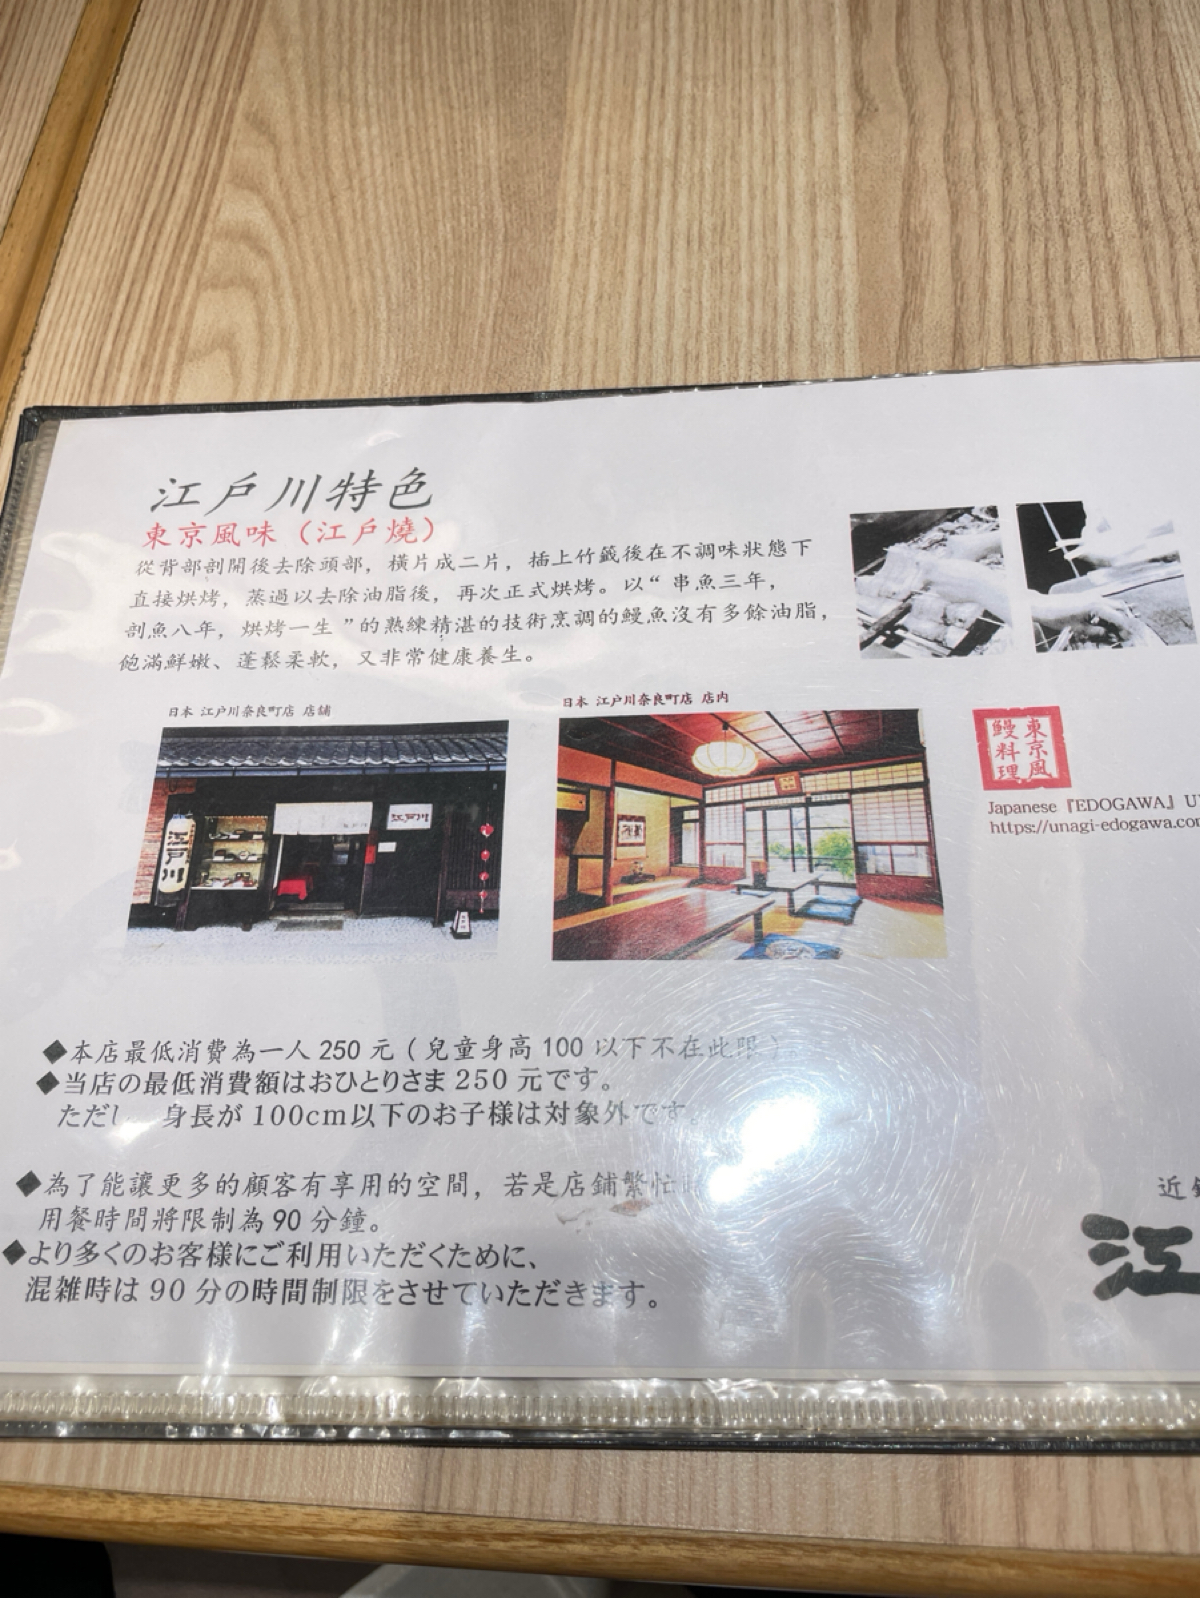 江戶川特色
東京風味（江戶燒）
從背部剖開後去除頭部，橫片成二片，插上竹籤後在不調味狀態下
直接烘烤，蒸過以去除油脂後，再次正式烘烤。以“串魚三年，
剖魚八年，烘烤一生”的熟練精湛的技術烹調的鰻魚沒有多餘油脂，
飽滿鮮嫩、蓬鬆柔軟，又非常健康養生。
日本 江戸川奈良町店 店舖
日本 江戸川奈良町店 店内
江戸川
江戸川
東京風
鰻料理
Japanese『EDOGAWA』U
https://unagi-edogawa.co
◆本店最低消費為一人 250 元（兒童身高 100 以下不在此限）。
◆当店の最低消費額はおひとりさま 250 元です。
ただし 身長が 100cm以下のお子様は対象外です。
◆為了能讓更多的顧客有享用的空間，若是店鋪繁忙
用餐時間將限制為 90 分鐘。
◆より多くのお客様にご利用いただくために、
混雑時は 90 分の時間制限をさせていただきます。
近
江